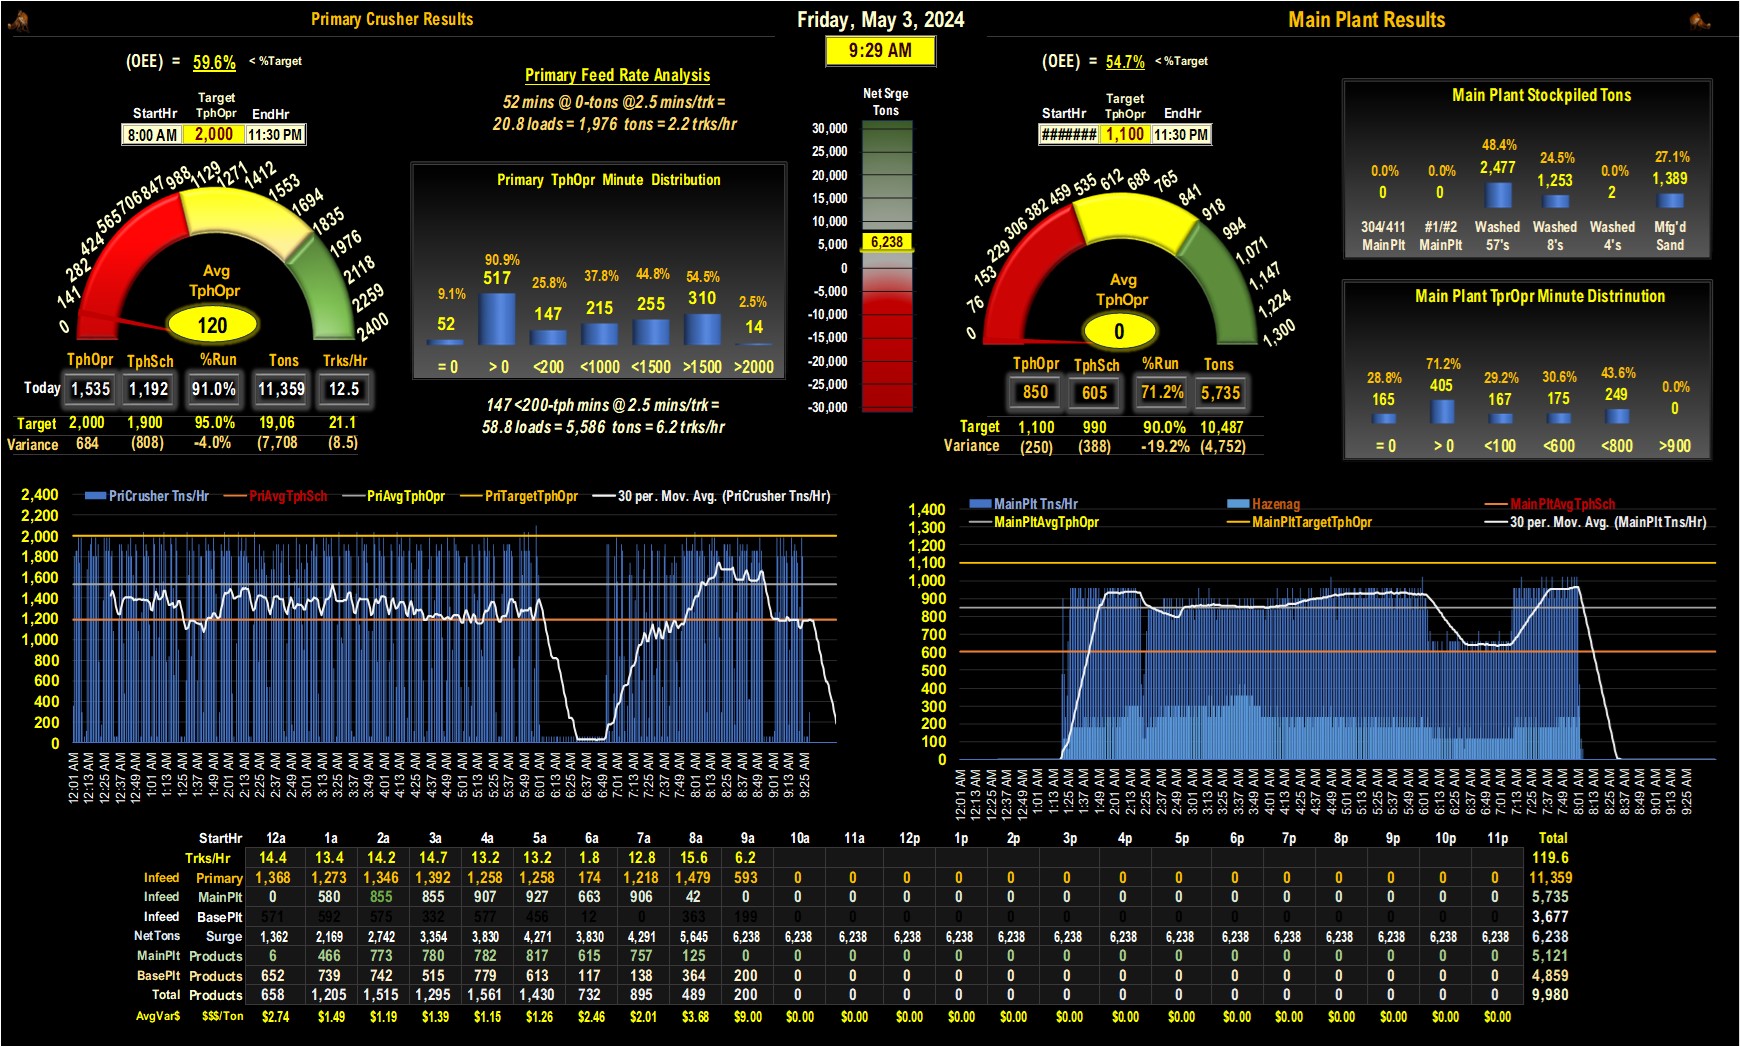 Primary Crusher Results
Friday, May 3, 2024
Main Plant Results
9:29 AM
(OEE) = 59.6% < %Target
StartHr Target TphOpr EndHr
8:00 AM 2,000 11:30 PM
0 141 282 424 565 706 847 988 1129 1271 1412 1553 1694 1835 1976 2118 2259 2400
Avg
TphOpr
120
TphOpr TphSch %Run Tons Trks/Hr
Today 1,535 1,192 91.0% 11,359 12.5
Target 2,000 1,900 95.0% 19,06 21.1
Variance 684 (808) -4.0% (7,708 (8.5)
Primary Feed Rate Analysis
52 mins @ 0-tons @2.5 mins/trk =
20.8 loads = 1,976 tons = 2.2 trks/hr
Primary TphOpr Minute Distribution
9.1% 90.9% 25.8% 37.8% 44.8% 54.5% 2.5%
52 517 147 215 255 310 14
= 0 > 0 <200 <1000 <1500 >1500 >2000
147 <200-tph mins @ 2.5 mins/trk =
58.8 loads = 5,586 tons = 6.2 trks/hr
Net Srge
Tons
30,000
25,000
20,000
15,000
10,000
5,000
0
-5,000
-10,000
-15,000
-20,000
-25,000
-30,000
6,238
(OEE) = 54.7% < %Target
StartHr Target TphOpr EndHr
####### 1,100 11:30 PM
0 76 153 229 306 382 459 535 612 688 765 841 918 994 1,071 1,147 1,224 1,300
Avg
TphOpr
0
TphOpr TphSch %Run Tons
850 605 71.2% 5,735
Target 1,100 990 90.0% 10,487
Variance (250) (388) -19.2% (4,752)
Main Plant Stockpiled Tons
0.0% 0.0% 48.4% 24.5% 0.0% 27.1%
0 0 2,477 1,253 2 1,389
304/411 #1/#2 Washed Washed Washed Mfg'd
MainPlt MainPlt 57's 8's 4's Sand
Main Plant TprOpr Minute Distrinution
28.8% 71.2% 29.2% 30.6% 43.6% 0.0%
165 405 167 175 249 0
= 0 > 0 <100 <600 <800 >900
PriCrusher Tns/Hr PriAvgTphSch PriAvgTphOpr PriTargetTphOpr 30 per. Mov. Avg. (PriCrusher Tns/Hr)
2,400
2,200
2,000
1,800
1,600
1,400
1,200
1,000
800
600
400
200
0
12:01 AM 12:13 AM 12:25 AM 12:37 AM 12:49 AM 1:01 AM 1:13 AM 1:25 AM 1:37 AM 1:49 AM 2:01 AM 2:13 AM 2:25 AM 2:37 AM 2:49 AM 3:01 AM 3:13 AM 3:25 AM 3:37 AM 3:49 AM 4:01 AM 4:13 AM 4:25 AM 4:37 AM 4:49 AM 5:01 AM 5:13 AM 5:25 AM 5:37 AM 5:49 AM 6:01 AM 6:13 AM 6:25 AM 6:37 AM 6:49 AM 7:01 AM 7:13 AM 7:25 AM 7:37 AM 7:49 AM 8:01 AM 8:13 AM 8:25 AM 8:37 AM 8:49 AM 9:01 AM 9:13 AM 9:25 AM
MainPlt Tns/Hr Hazenag MainPltAvgTphSch
MainPltAvgTphOpr MainPltTargetTphOpr 30 per. Mov. Avg. (MainPlt Tns/Hr)
1,400
1,300
1,200
1,100
1,000
900
800
700
600
500
400
300
200
100
0
12:01 AM 12:13 AM 12:25 AM 12:37 AM 12:49 AM 1:01 AM 1:13 AM 1:25 AM 1:37 AM 1:49 AM 2:01 AM 2:13 AM 2:25 AM 2:37 AM 2:49 AM 3:01 AM 3:13 AM 3:25 AM 3:37 AM 3:49 AM 4:01 AM 4:13 AM 4:25 AM 4:37 AM 4:49 AM 5:01 AM 5:13 AM 5:25 AM 5:37 AM 5:49 AM 6:01 AM 6:13 AM 6:25 AM 6:37 AM 6:49 AM 7:01 AM 7:13 AM 7:25 AM 7:37 AM 7:49 AM 8:01 AM 8:13 AM 8:25 AM 8:37 AM 8:49 AM 9:01 AM 9:13 AM 9:25 AM
StartHr 12a 1a 2a 3a 4a 5a 6a 7a 8a 9a 10a 11a 12p 1p 2p 3p 4p 5p 6p 7p 8p 9p 10p 11p Total
Trks/Hr 14.4 13.4 14.2 14.7 13.2 13.2 1.8 12.8 15.6 6.2 119.6
Infeed Primary 1,368 1,273 1,346 1,392 1,258 1,258 174 1,218 1,479 593 0 0 0 0 0 0 0 0 0 0 0 0 0 0 11,359
Infeed MainPlt 0 580 855 855 907 927 663 906 42 0 0 0 0 0 0 0 0 0 0 0 0 0 0 0 5,735
Infeed BasePlt 571 592 575 332 577 456 12 0 363 199 0 0 0 0 0 0 0 0 0 0 0 0 0 0 3,677
NetTons Surge 1,362 2,169 2,742 3,354 3,830 4,271 3,830 4,291 5,645 6,238 6,238 6,238 6,238 6,238 6,238 6,238 6,238 6,238 6,238 6,238 6,238 6,238 6,238 6,238 6,238
MainPlt Products 6 466 773 780 782 817 615 757 125 0 0 0 0 0 0 0 0 0 0 0 0 0 0 0 5,121
BasePlt Products 652 739 742 515 779 613 117 138 364 200 0 0 0 0 0 0 0 0 0 0 0 0 0 0 4,859
Total Products 658 1,205 1,515 1,295 1,561 1,430 732 895 489 200 0 0 0 0 0 0 0 0 0 0 0 0 0 0 9,980
AvgVar$ $$$/Ton $2.74 $1.49 $1.19 $1.39 $1.15 $1.26 $2.46 $2.01 $3.68 $9.00 $0.00 $0.00 $0.00 $0.00 $0.00 $0.00 $0.00 $0.00 $0.00 $0.00 $0.00 $0.00 $0.00 $0.00